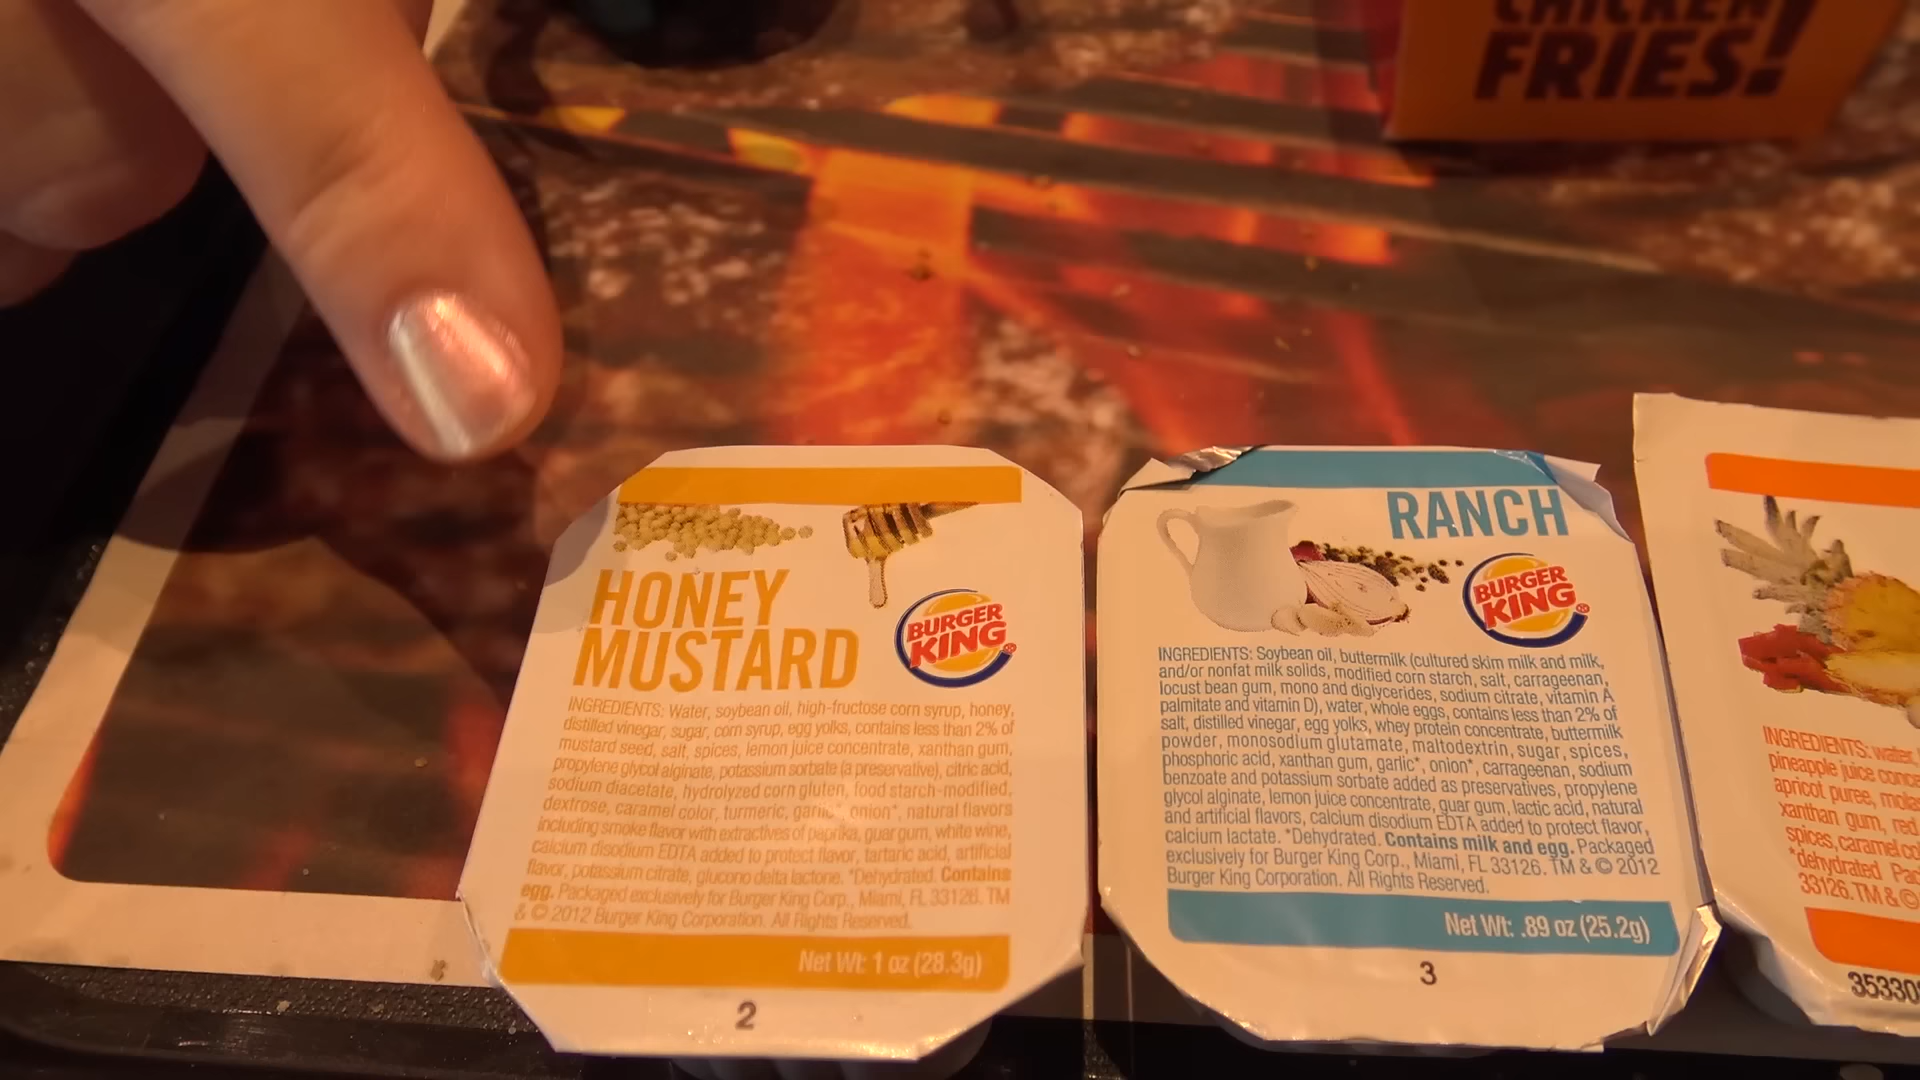 CHICKEN
FRIES!
HONEY
MUSTARD
BURGER
KING®
INGREDIENTS: Water, soybean oil, high-fructose corn syrup, honey,
distilled vinegar, sugar, corn syrup, egg yolks, contains less than 2% of
mustard seed, salt, spices, lemon juice concentrate, xanthan gum,
propylene glycol alginate, potassium sorbate (a preservative), citric acid,
sodium diacetate, hydrolyzed corn gluten, food starch-modified,
dextrose, caramel color, turmeric, garlic*, onion*, natural flavors
including smoke flavor with extractives of paprika, guar gum, white wine,
calcium disodium EDTA added to protect flavor, tartaric acid, artificial
flavor, potassium citrate, glucono delta lactone. *Dehydrated. Contains
egg. Packaged exclusively for Burger King Corp., Miami, FL 33126. TM
& © 2012 Burger King Corporation. All Rights Reserved.
Net Wt: 1 oz (28.3g)
2
RANCH
BURGER
KING®
INGREDIENTS: Soybean oil, buttermilk (cultured skim milk and milk,
and/or nonfat milk solids, modified corn starch, salt, carrageenan,
locust bean gum, mono and diglycerides, sodium citrate, vitamin A
palmitate and vitamin D), water, whole eggs, contains less than 2% of
salt, distilled vinegar, egg yolks, whey protein concentrate, buttermilk
powder, monosodium glutamate, maltodextrin, sugar, spices,
phosphoric acid, xanthan gum, garlic*, onion*, carrageenan, sodium
benzoate and potassium sorbate added as preservatives, propylene
glycol alginate, lemon juice concentrate, guar gum, lactic acid, natural
and artificial flavors, calcium disodium EDTA added to protect flavor,
calcium lactate. *Dehydrated. Contains milk and egg. Packaged
exclusively for Burger King Corp., Miami, FL 33126. TM & © 2012
Burger King Corporation. All Rights Reserved.
Net Wt: .89 oz (25.2g)
3
INGREDIENTS: water,
pineapple juice
apricot puree,
xanthan gum, red
spices, caramel
*dehydrated
33126. TM & ©
35330